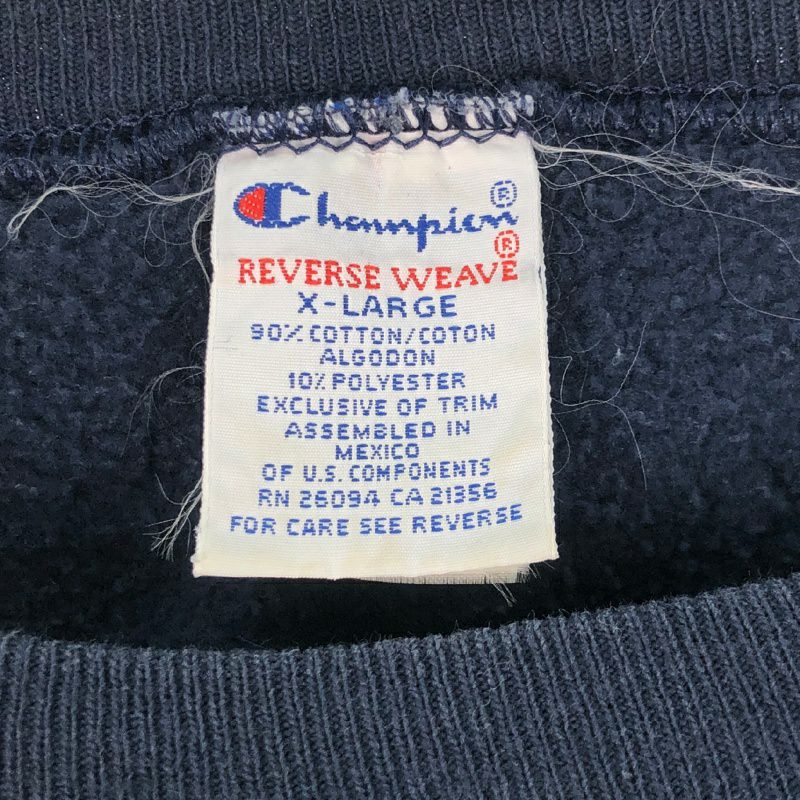 Champion®
REVERSE WEAVE®
X-LARGE
90% COTTON/COTON
ALGODON
10% POLYESTER
EXCLUSIVE OF TRIM
ASSEMBLED IN
MEXICO
OF U.S. COMPONENTS
RN 26094 CA 21356
FOR CARE SEE REVERSE